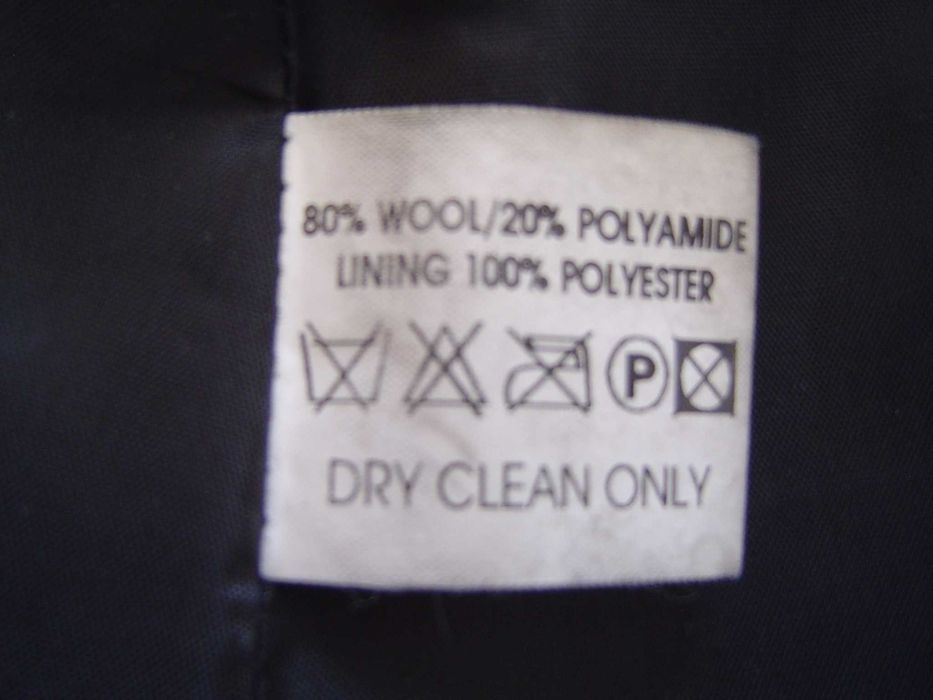 80% WOOL/20% POLYAMIDE
LINING 100% POLYESTER
P
DRY CLEAN ONLY